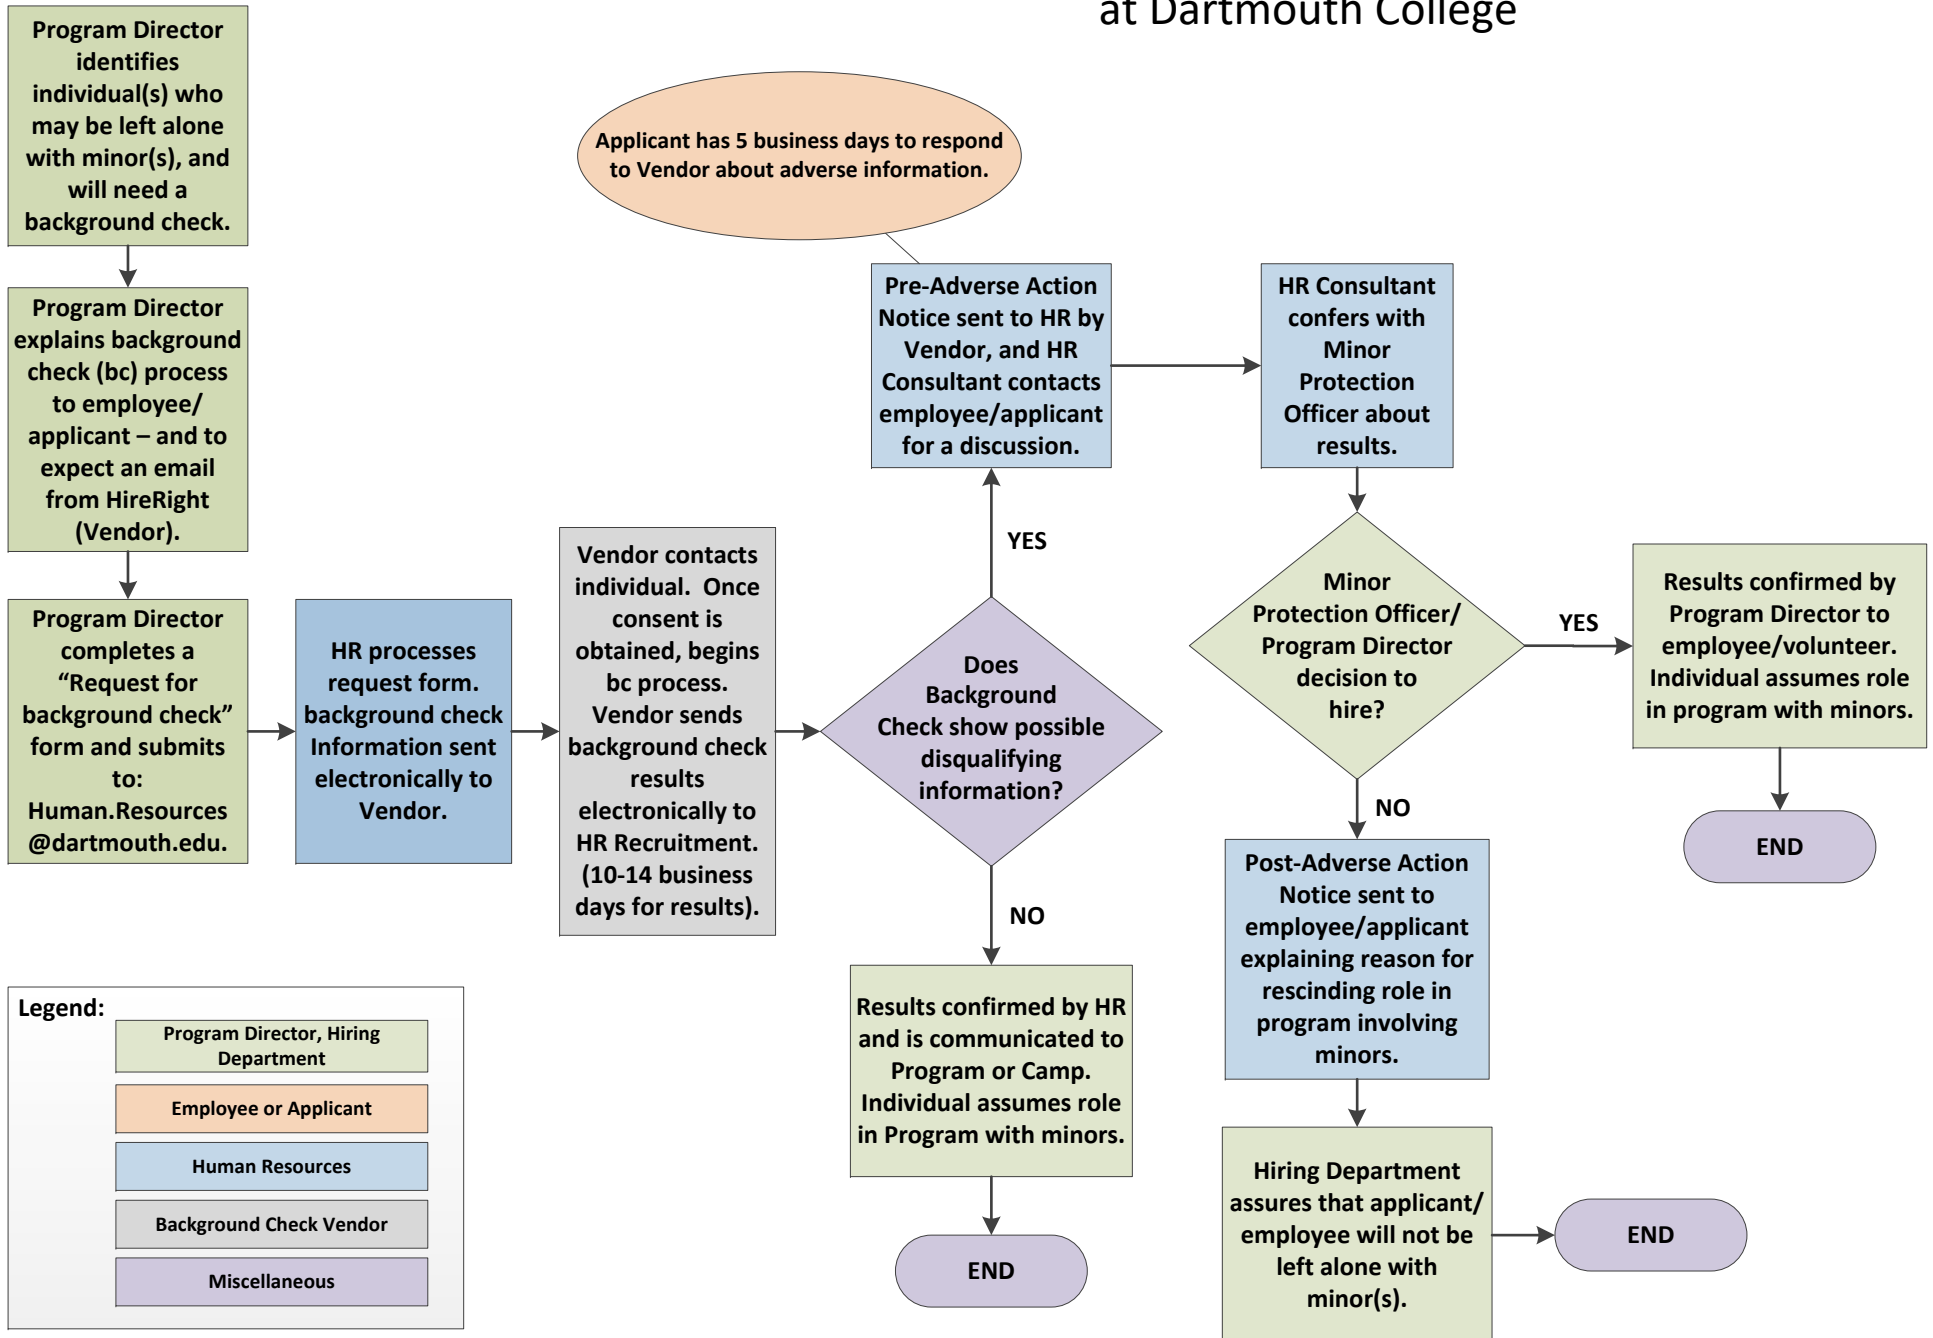 at Dartmouth College
Program Director
identifies
individual(s) who
may be left alone
with minor(s), and
will need a
background check.
Program Director
explains background
check (bc) process
to employee/
applicant – and to
expect an email
from HireRight
(Vendor).
Program Director
completes a
“Request for
background check”
form and submits
to:
Human.Resources
@dartmouth.edu.
HR processes
request form.
background check
Information sent
electronically to
Vendor.
Vendor contacts
individual.  Once
consent is
obtained, begins
bc process.
Vendor sends
background check
results
electronically to
HR Recruitment.
(10-14 business
days for results).
Does
Background
Check show possible
disqualifying
information?
YES
Applicant has 5 business days to respond
to Vendor about adverse information.
Pre-Adverse Action
Notice sent to HR by
Vendor, and HR
Consultant contacts
employee/applicant
for a discussion.
HR Consultant
confers with
Minor
Protection
Officer about
results.
Minor
Protection Officer/
Program Director
decision to
hire?
YES
Results confirmed by
Program Director to
employee/volunteer.
Individual assumes role
in program with minors.
END
NO
Post-Adverse Action
Notice sent to
employee/applicant
explaining reason for
rescinding role in
program involving
minors.
Hiring Department
assures that applicant/
employee will not be
left alone with
minor(s).
END
NO
Results confirmed by HR
and is communicated to
Program or Camp.
Individual assumes role
in Program with minors.
END
Legend:
Program Director, Hiring
Department
Employee or Applicant
Human Resources
Background Check Vendor
Miscellaneous